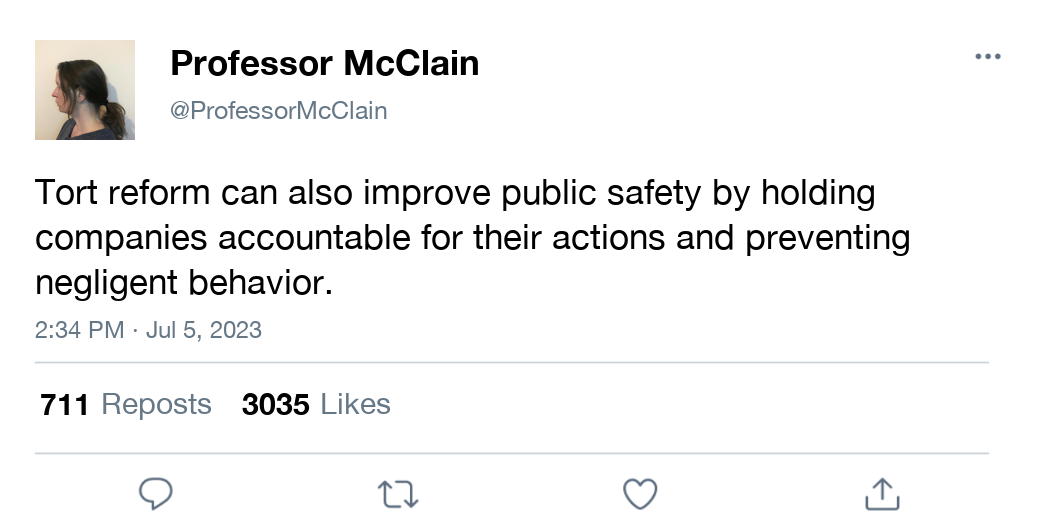 Professor McClain
@ProfessorMcClain
Tort reform can also improve public safety by holding
companies accountable for their actions and preventing
negligent behavior.
2:34 PM · Jul 5, 2023
711 Reposts 3035 Likes